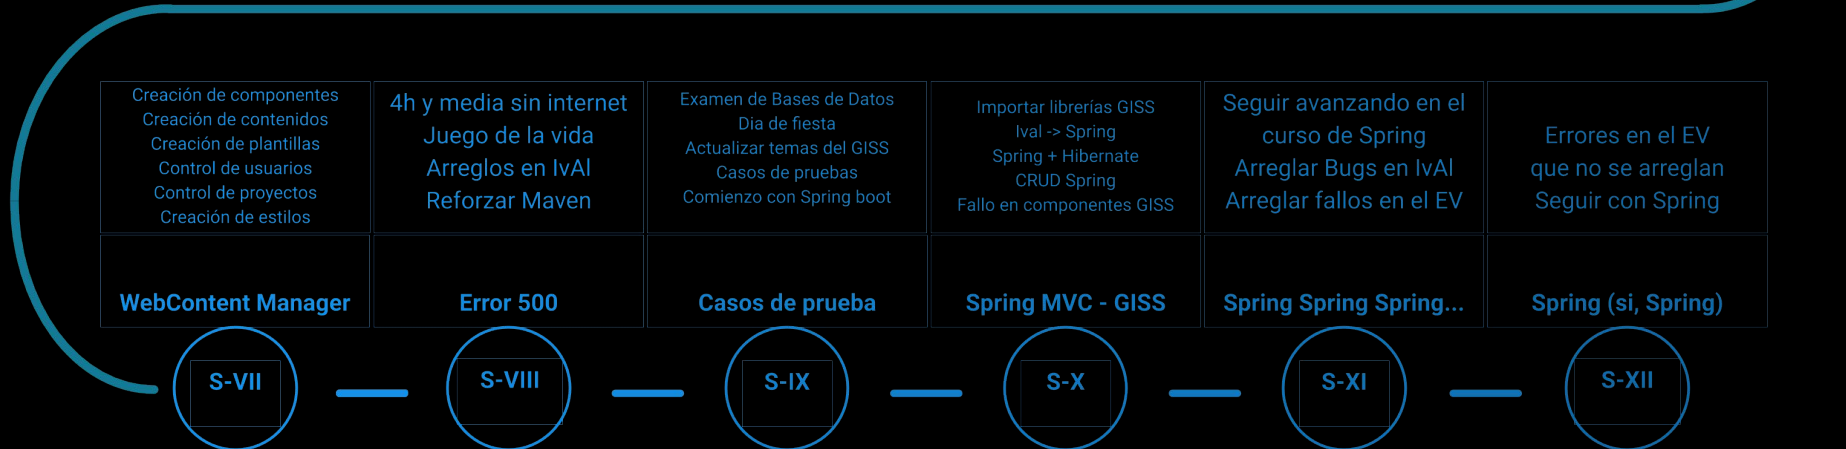 Creación de componentes
Creación de contenidos
Creación de plantillas
Control de usuarios
Control de proyectos
Creación de estilos
WebContent Manager
S-VII
4h y media sin internet
Juego de la vida
Arreglos en IvAl
Reforzar Maven
Error 500
S-VIII
Examen de Bases de Datos
Dia de fiesta
Actualizar temas del GISS
Casos de pruebas
Comienzo con Spring boot
Casos de prueba
S-IX
Importar librerías GISS
Ival -> Spring
Spring + Hibernate
CRUD Spring
Fallo en componentes GISS
Spring MVC - GISS
S-X
Seguir avanzando en el
curso de Spring
Arreglar Bugs en IvAl
Arreglar fallos en el EV
Spring Spring Spring...
S-XI
Errores en el EV
que no se arreglan
Seguir con Spring
Spring (si, Spring)
S-XII